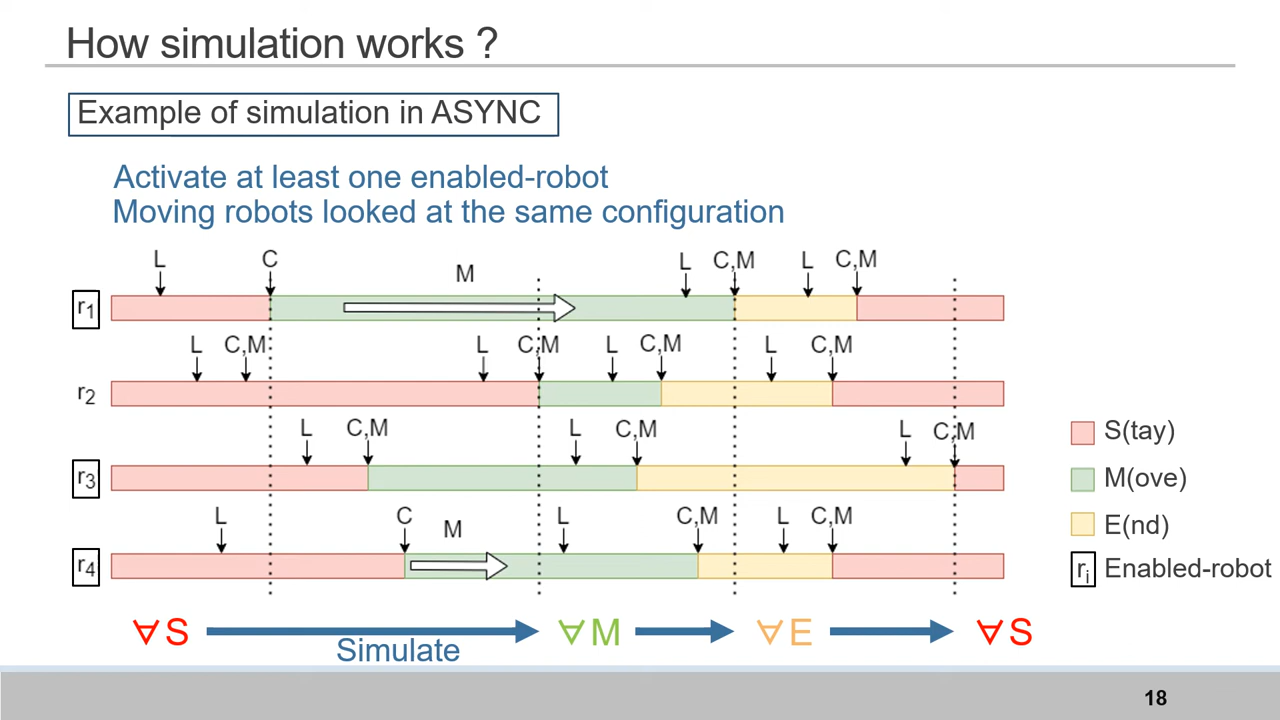 How simulation works ?
Example of simulation in ASYNC
Activate at least one enabled-robot
Moving robots looked at the same configuration
L C M L C,M L C,M
r1
L C,M L C,M L C,M L C,M
r2
L C,M L C,M L C,M
r3
L C M L C,M L C,M
r4
S(tay)
M(ove)
E(nd)
ri Enabled-robot
∀S ∀M ∀E ∀S
Simulate
18